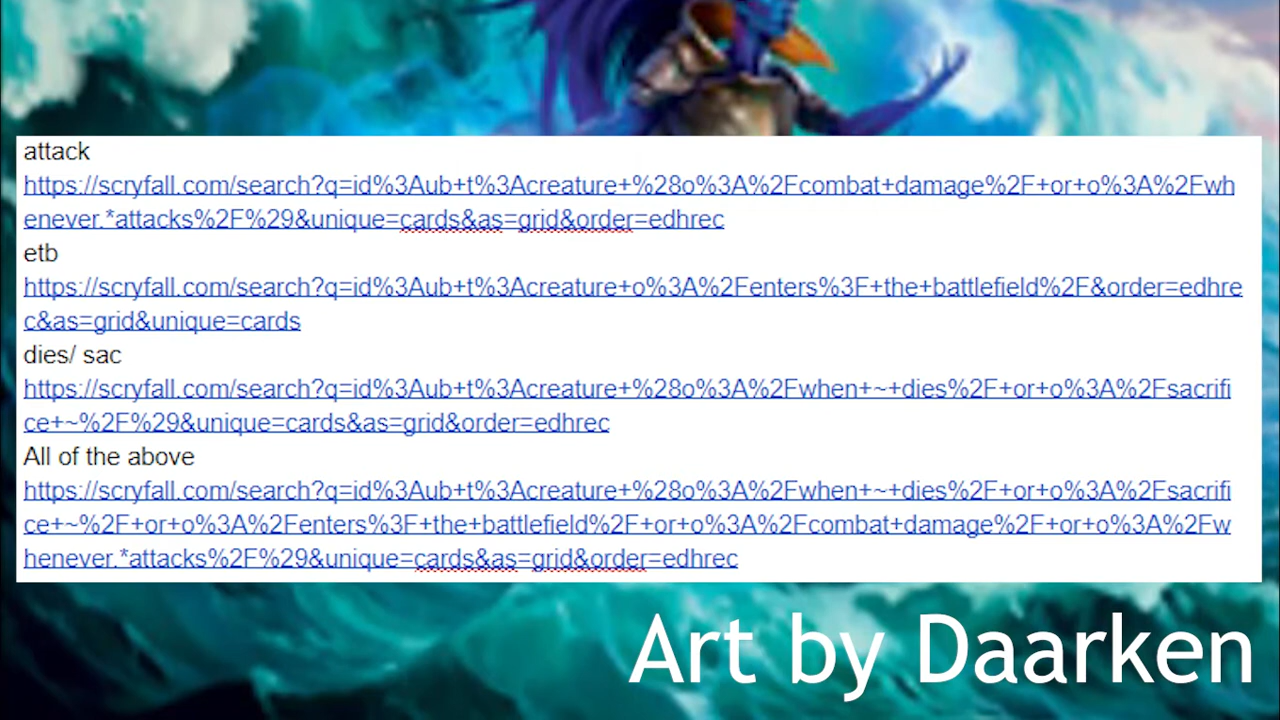 attack
https://scryfall.com/search?q=id%3Aub+t%3Acreature+%28o%3A%2Fcombat+damage%2F+or+o%3A%2Fwh
enever.*attacks%2F%29&unique=cards&as=grid&order=edhrec
etb
https://scryfall.com/search?q=id%3Aub+t%3Acreature+o%3A%2Fenters%3F+the+battlefield%2F&order=edhre
c&as=grid&unique=cards
dies/ sac
https://scryfall.com/search?q=id%3Aub+t%3Acreature+%28o%3A%2Fwhen+~+dies%2F+or+o%3A%2Fsacrifi
ce+~%2F%29&unique=cards&as=grid&order=edhrec
All of the above
https://scryfall.com/search?q=id%3Aub+t%3Acreature+%28o%3A%2Fwhen+~+dies%2F+or+o%3A%2Fsacrifi
ce+~%2F+or+o%3A%2Fenters%3F+the+battlefield%2F+or+o%3A%2Fcombat+damage%2F+or+o%3A%2Fw
henever.*attacks%2F%29&unique=cards&as=grid&order=edhrec
Art by Daarken